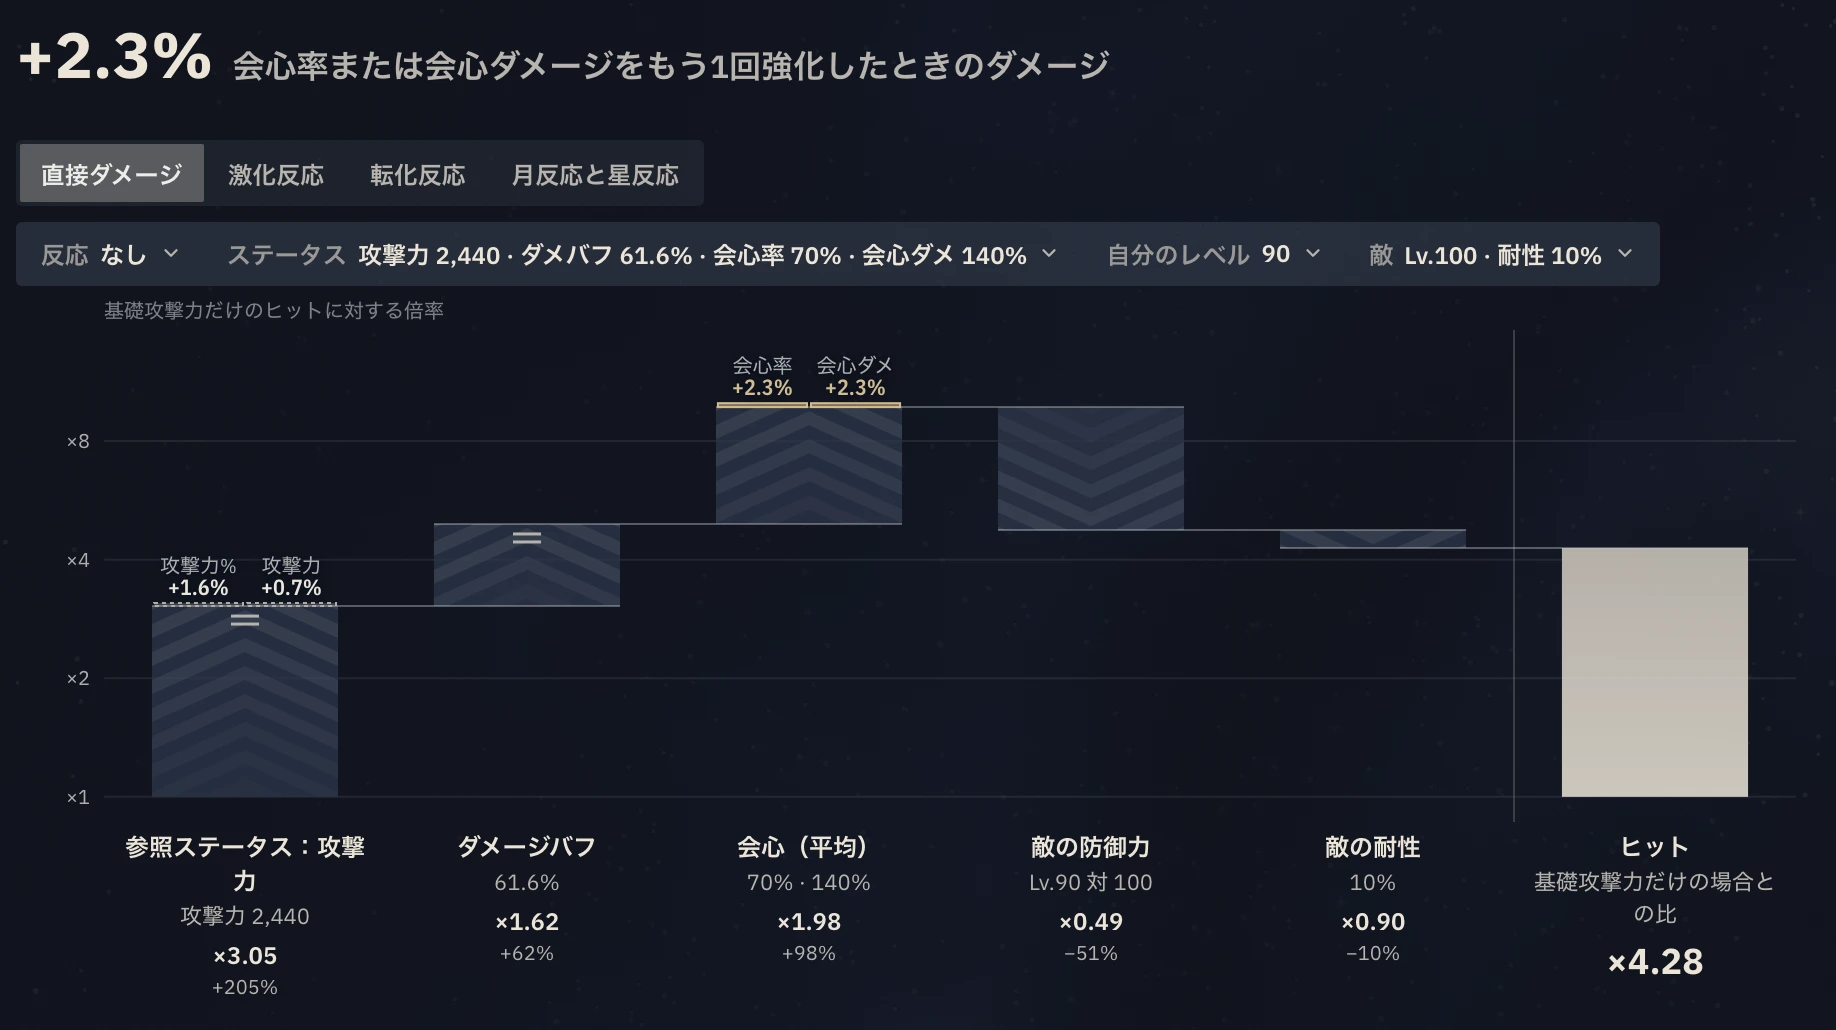 +2.3% 会心率または会心ダメージをもう1回強化したときのダメージ
直接ダメージ 激化反応 転化反応 月反応と星反応
反応 なし ステータス 攻撃力 2,440 · ダメバフ 61.6% · 会心率 70% · 会心ダメ 140% 自分のレベル 90 敵 Lv.100 · 耐性 10%
基礎攻撃力だけのヒットに対する倍率
会心率 会心ダメ
+2.3% +2.3%
×8
×4
攻撃力% 攻撃力
+1.6% +0.7%
×2
×1
参照ステータス：攻撃
力
攻撃力 2,440
×3.05
+205%
ダメージバフ
61.6%
×1.62
+62%
会心（平均）
70% · 140%
×1.98
+98%
敵の防御力
Lv.90 対 100
×0.49
−51%
敵の耐性
10%
×0.90
−10%
ヒット
基礎攻撃力だけの場合と
の比
×4.28